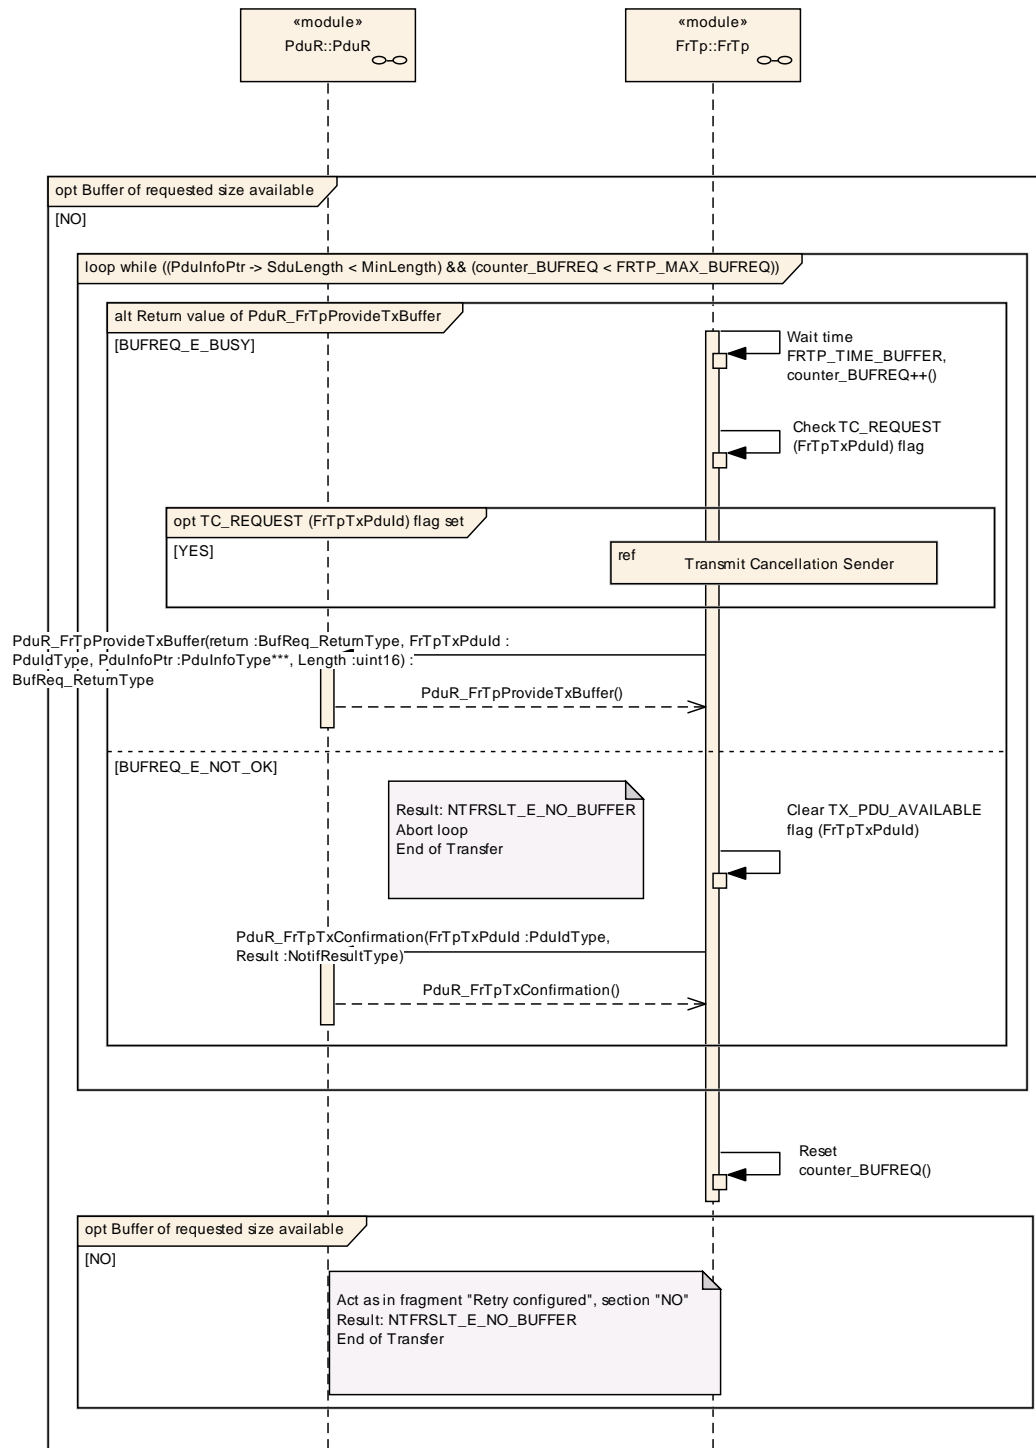 «module»
PduR::PduR
«module»
FrTp::FrTp
opt Buffer of requested size available
[NO]
loop while ((PduInfoPtr -> SduLength < MinLength) && (counter_BUFREQ < FRTP_MAX_BUFREQ))
alt Return value of PduR_FrTpProvideTxBuffer
[BUFREQ_E_BUSY]
Wait time
FRTP_TIME_BUFFER,
counter_BUFREQ++()
Check TC_REQUEST
(FrTpTxPduId) flag
opt TC_REQUEST (FrTpTxPduId) flag set
[YES]
ref
Transmit Cancellation Sender
PduR_FrTpProvideTxBuffer(return :BufReq_ReturnType, FrTpTxPduId :
PduIdType, PduInfoPtr :PduInfoType***, Length :uint16) :
BufReq_ReturnType
PduR_FrTpProvideTxBuffer()
[BUFREQ_E_NOT_OK]
Result: NTFRSLT_E_NO_BUFFER
Abort loop
End of Transfer
Clear TX_PDU_AVAILABLE
flag (FrTpTxPduId)
PduR_FrTpTxConfirmation(FrTpTxPduId :PduIdType,
Result :NotifResultType)
PduR_FrTpTxConfirmation()
Reset
counter_BUFREQ()
opt Buffer of requested size available
[NO]
Act as in fragment "Retry configured", section "NO"
Result: NTFRSLT_E_NO_BUFFER
End of Transfer